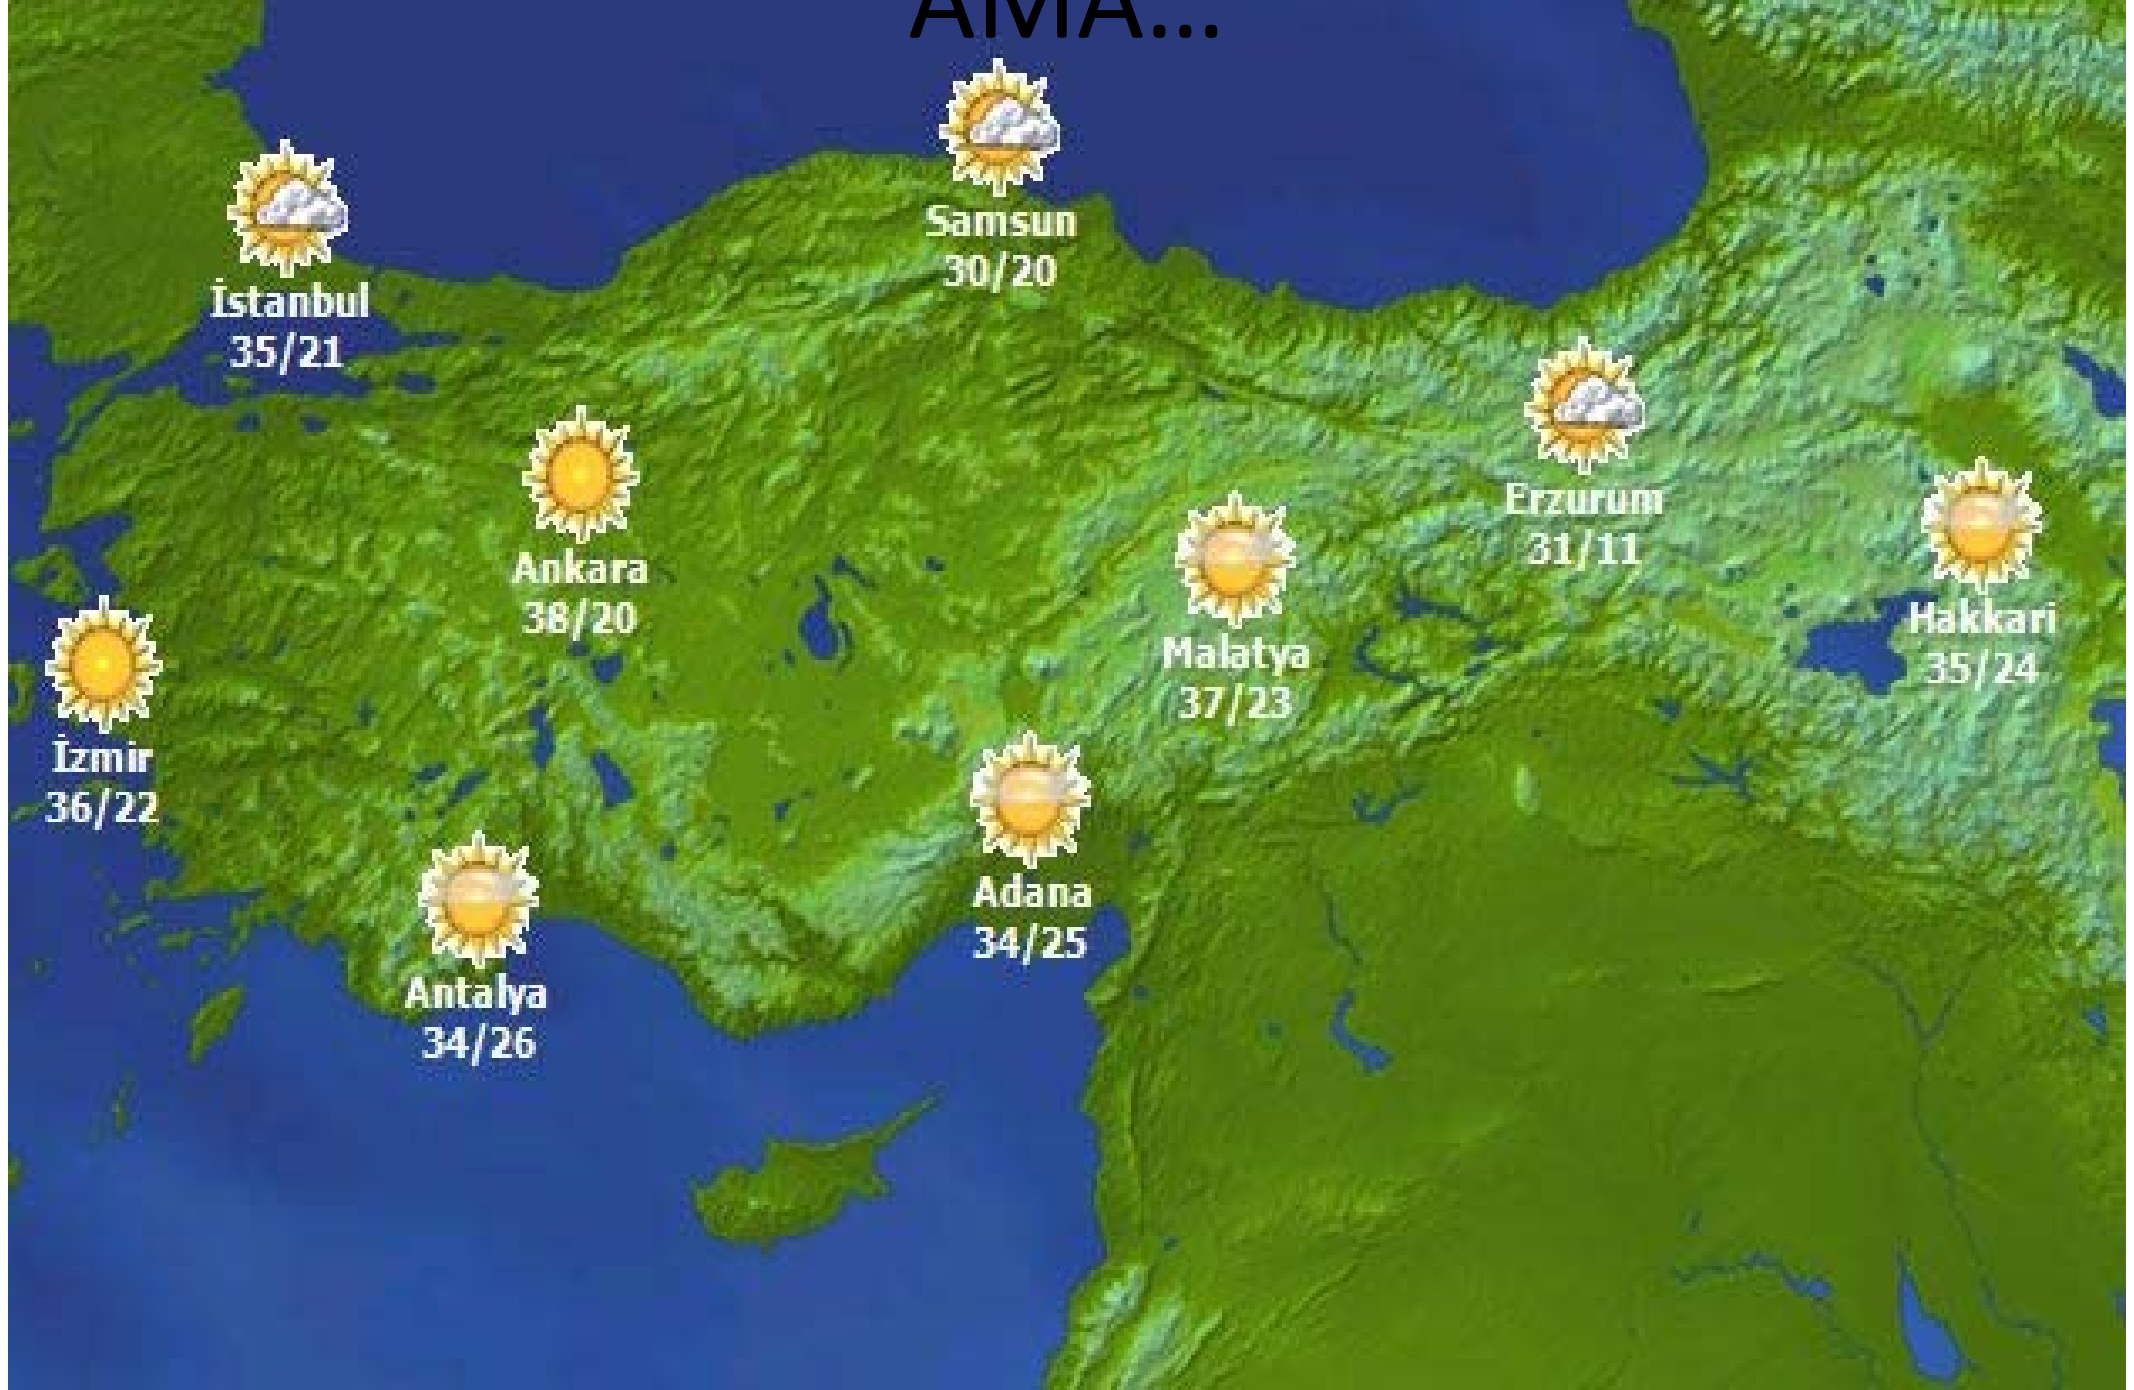 AMA...
Samsun
30/20
İstanbul
35/21
Erzurum
31/11
Ankara
38/20
Hakkari
35/24
Malatya
37/23
İzmir
36/22
Adana
34/25
Antalya
34/26